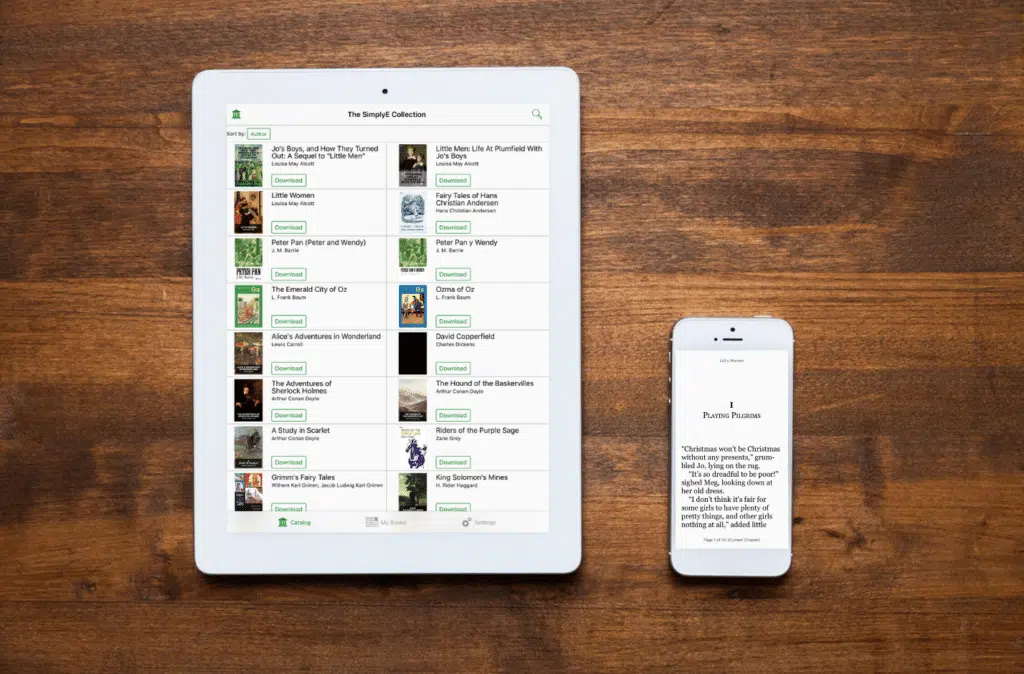 The SimplyE Collection
Sort by: Author
Jo's Boys, and How They Turned
Out: A Sequel to "Little Men"
Louisa May Alcott
Download
Little Men: Life At Plumfield With
Jo's Boys
Louisa May Alcott
Download
Little Women
Louisa May Alcott
Download
Fairy Tales of Hans
Christian Andersen
Hans Christian Andersen
Download
Peter Pan (Peter and Wendy)
J. M. Barrie
Download
PETER PAN
Peter Pan y Wendy
J. M. Barrie
Download
The Emerald City of Oz
L. Frank Baum
Download
Ozma of Oz
L. Frank Baum
Download
Alice's Adventures in Wonderland
Lewis Carroll
Download
David Copperfield
Charles Dickens
Download
The Adventures of
Sherlock Holmes
Arthur Conan Doyle
Download
The Hound of the Baskervilles
Arthur Conan Doyle
Download
A Study in Scarlet
Arthur Conan Doyle
Download
Riders of the Purple Sage
Zane Grey
Download
Grimm's Fairy Tales
Wilhelm Karl Grimm, Jacob Ludwig Karl Grimm
Download
King Solomon's Mines
H. Rider Haggard
Download
Catalog
My Books
Settings
Little Women
I
Playing Pilgrims
"Christmas won't be Christmas
without any presents," grum-
bled Jo, lying on the rug.
"It's so dreadful to be poor!"
sighed Meg, looking down at
her old dress.
"I don't think it's fair for
some girls to have plenty of
pretty things, and other girls
nothing at all," added little